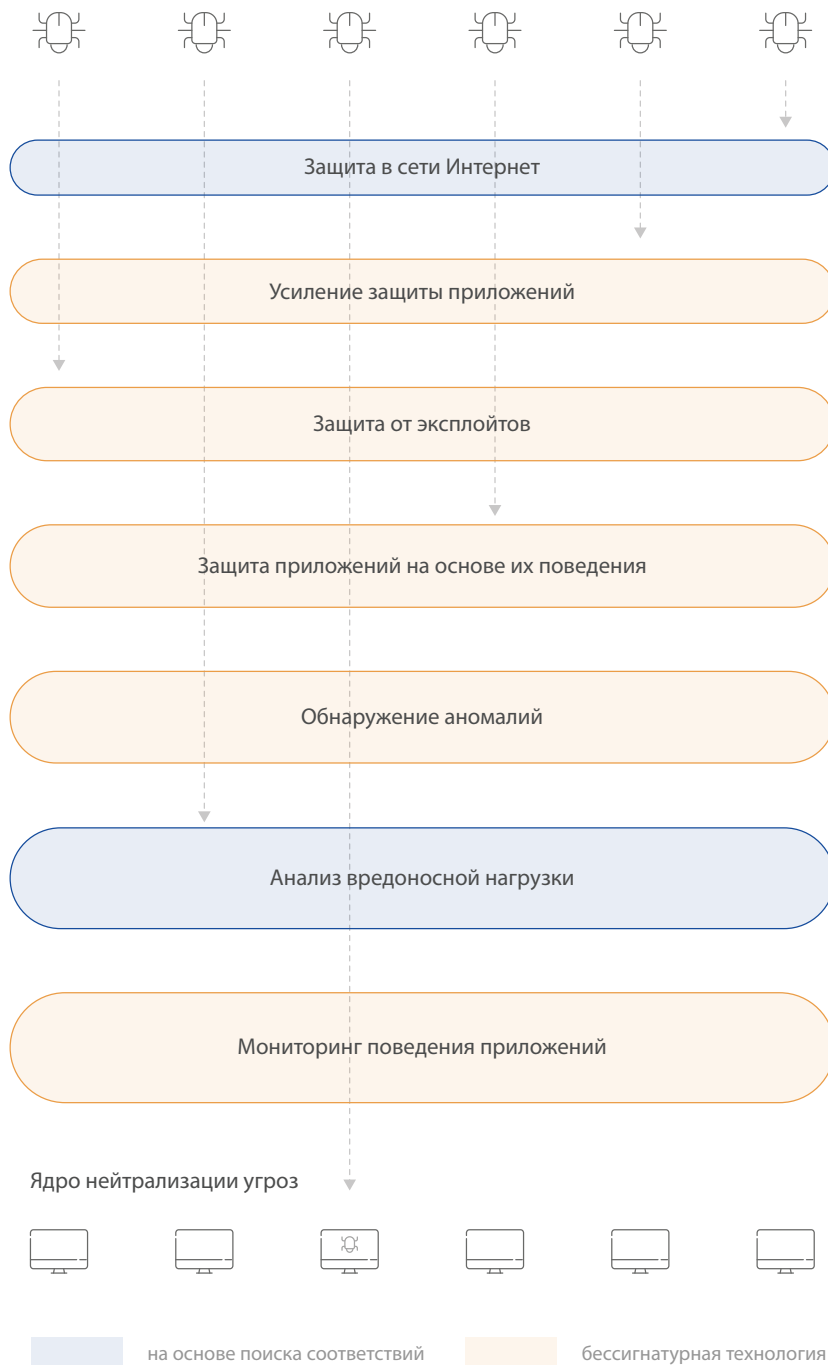 Защита в сети Интернет
Усиление защиты приложений
Защита от эксплойтов
Защита приложений на основе их поведения
Обнаружение аномалий
Анализ вредоносной нагрузки
Мониторинг поведения приложений
Ядро нейтрализации угроз
на основе поиска соответствий
бессигнатурная технология